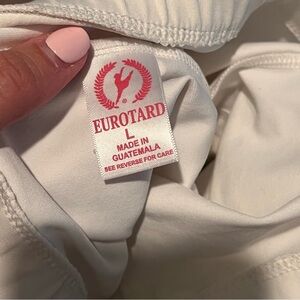 ®
EUROTARD
L
MADE IN
GUATEMALA
SEE REVERSE FOR CARE